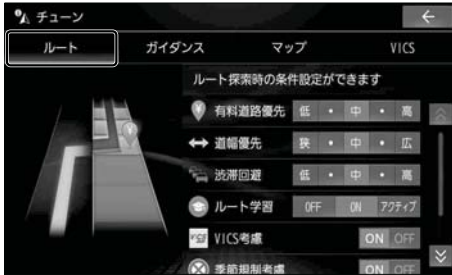 チューン
ルート ガイダンス マップ VICS
ルート探索時の条件設定ができます
有料道路優先 低 • 中 • 高
道幅優先 狭 • 中 • 広
渋滞回避 低 • 中 • 高
ルート学習 OFF ON アクティブ
VICS VICS考慮 ON OFF
季節規制考慮